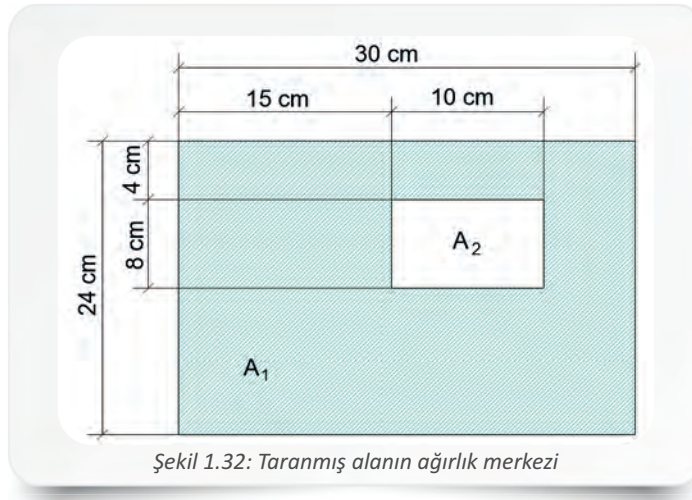 30 cm
15 cm
10 cm
4 cm
8 cm
24 cm
A2
A1
Şekil 1.32: Taranmış alanın ağırlık merkezi